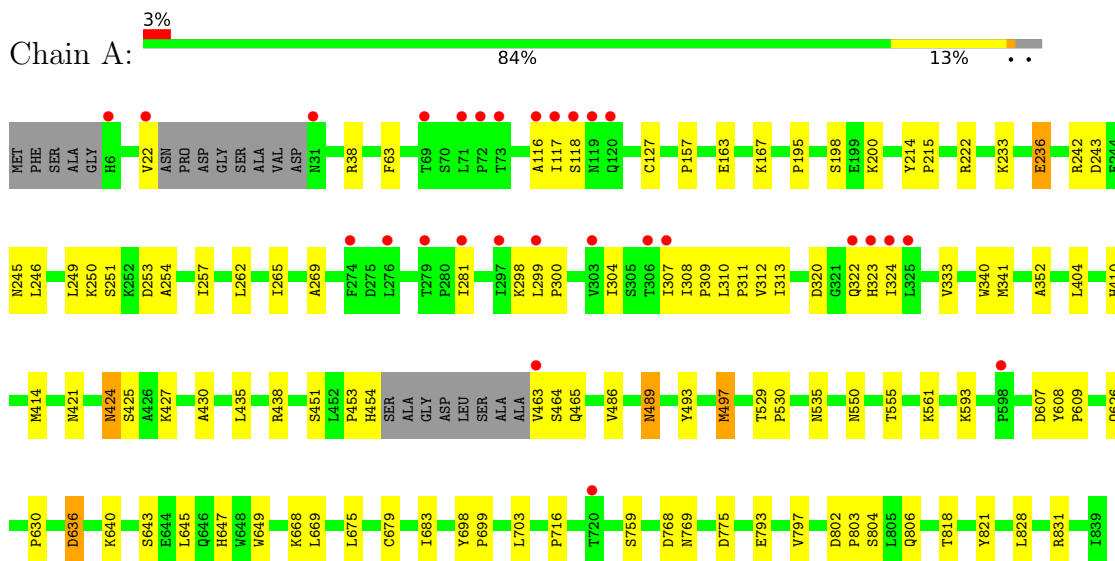 3%
Chain A:
84% 13% • •
MET PHE SER ALA GLY H6 V22 ASN PRO ASP GLY SER ALA VAL ASP N31 R38 F63 T69 S70 L71 P72 T73 A116 I117 S118 N119 Q120 C127 P157 E163 K167 P195 S198 E199 K200 Y214 P215 R222 K233 E236 R242 D243
N245 L246 L249 K250 S251 K252 D253 A254 I257 L262 I265 A269 F274 D275 L276 T279 P280 I281 I297 K298 L299 P300 V303 I304 S305 T306 I307 I308 P309 L310 P311 V312 I313 D320 G321 Q322 H323 I324 L325 V333 W340 M341 A352 L404
M414 N421 N424 S425 A426 K427 A430 L435 R438 S451 L452 P453 H454 SER ALA GLY ASP LEU SER ALA ALA V463 S464 Q465 V486 N489 Y493 M497 T529 P530 N535 N550 T555 K561 K593 P598 D607 Y608 P609
P630 D636 K640 S643 E644 L645 Q646 H647 W648 W649 K668 L669 L675 C679 I683 Y698 P699 L703 P716 T720 S759 D768 N769 D775 E793 V797 D802 P803 S804 L805 Q806 T818 Y821 L828 R831 I839